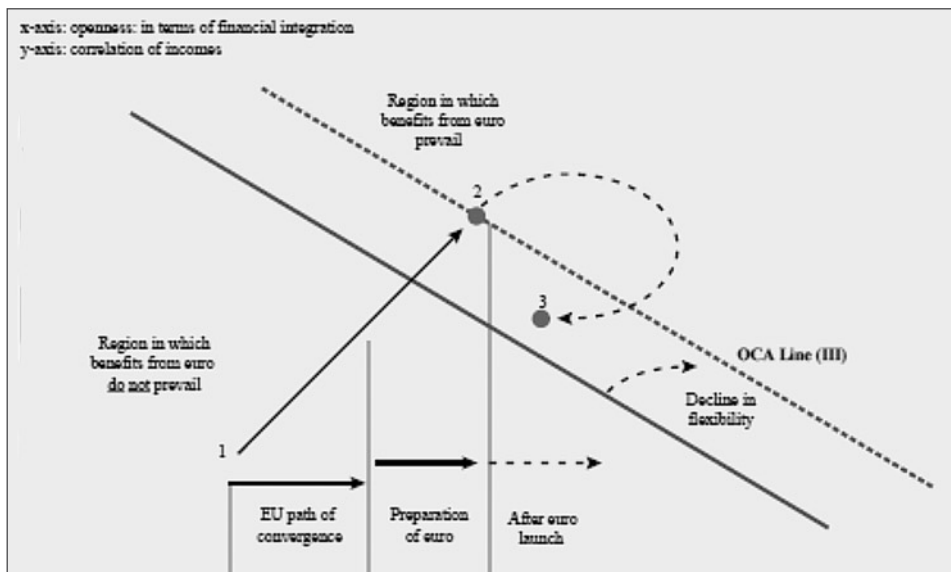 x-axis: openness: in terms of financial integration
y-axis: correlation of incomes
Region in which
benefits from euro
prevail
2
3
Region in which
benefits from euro
do not prevail
OCA Line (III)
Decline in
flexibility
1
EU path of
convergence
Preparation
of euro
After euro
launch